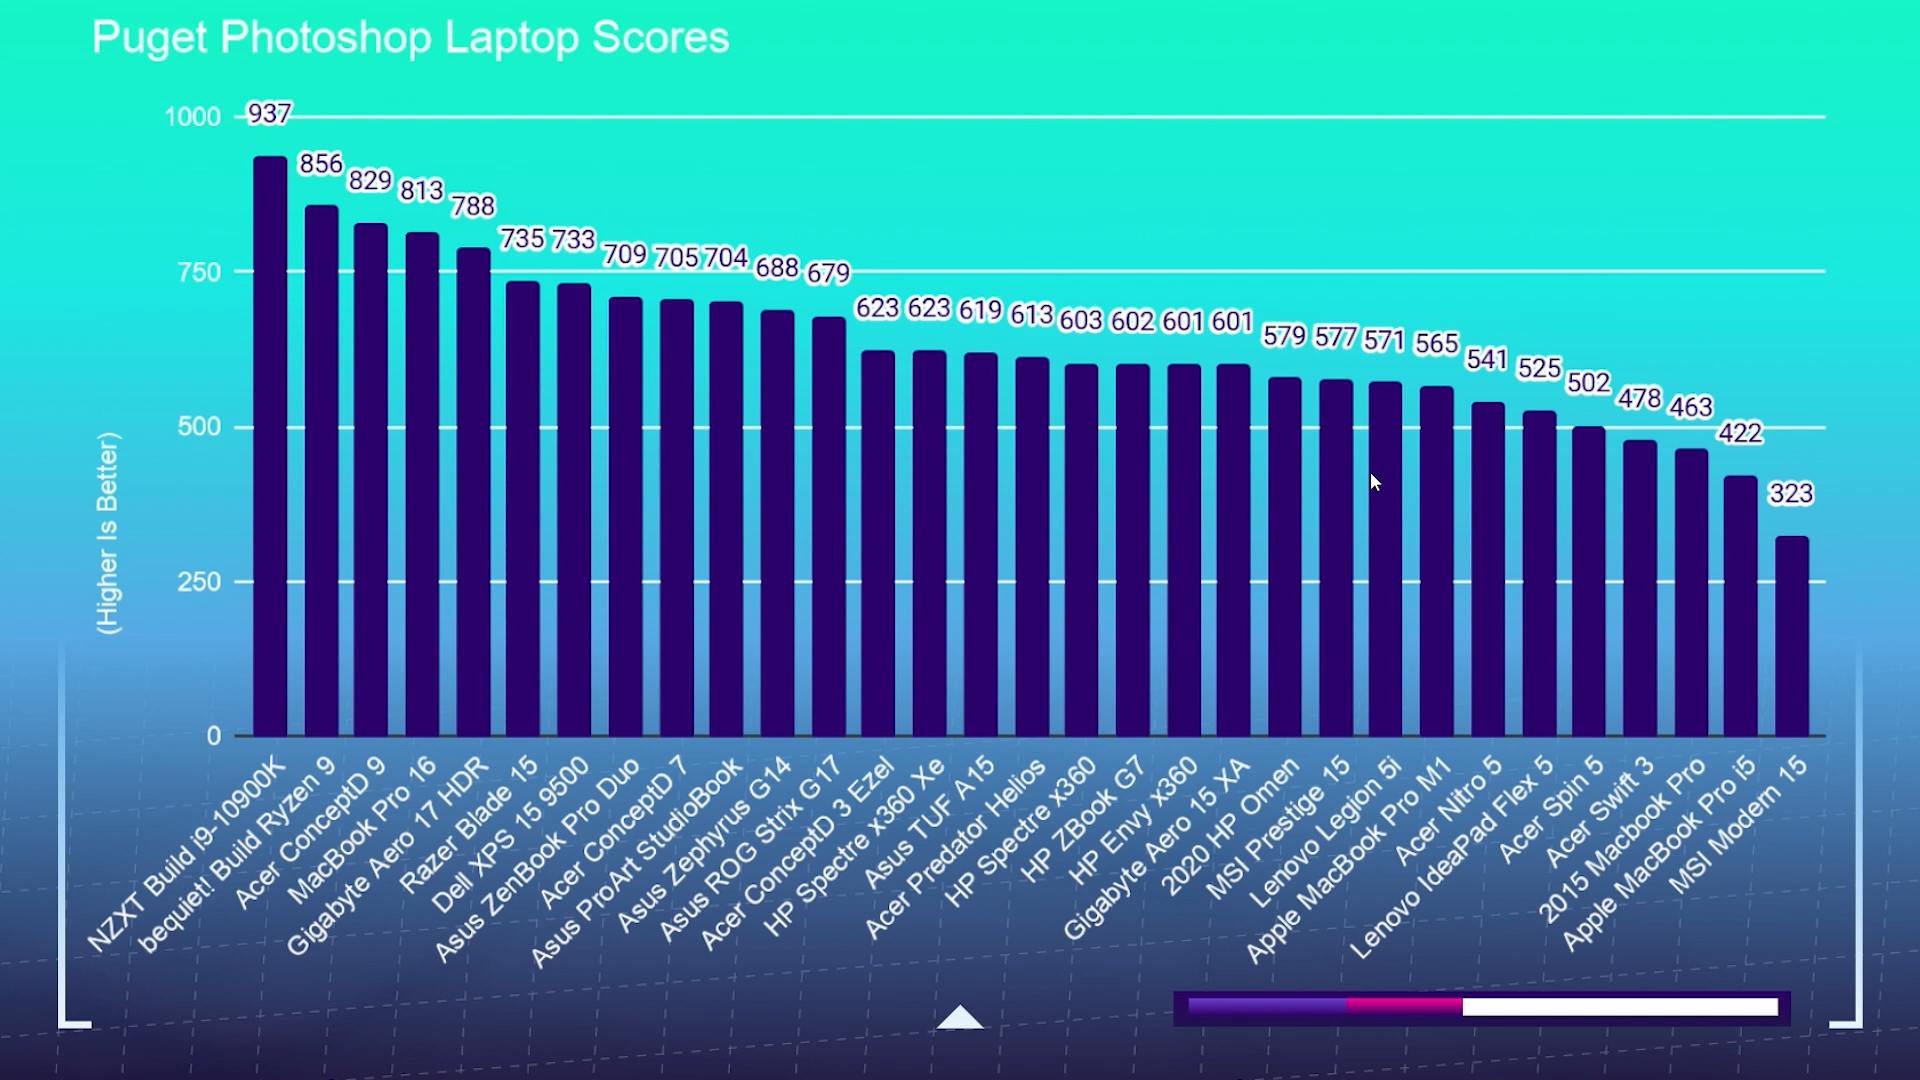 Puget Photoshop Laptop Scores
(Higher Is Better)
1000
750
500
250
0
937
856
829
813
788
735
733
709
705
704
688
679
623
623
619
613
603
602
601
601
579
577
571
565
541
525
502
478
463
422
323
NZXT Build i9-10900K
bequiet! Build Ryzen 9
Acer ConceptD 9
MacBook Pro 16
Gigabyte Aero 17 HDR
Razer Blade 15
Dell XPS 15 9500
Asus ZenBook Pro Duo
Acer ConceptD 7
Asus ProArt StudioBook
Asus Zephyrus G14
Asus ROG Strix G17
Acer ConceptD 3 Ezel
HP Spectre x360 Xe
Asus TUF A15
Acer Predator Helios
HP Spectre x360
HP ZBook G7
HP Envy x360
Gigabyte Aero 15 XA
2020 HP Omen
MSI Prestige 15
Lenovo Legion 5i
Apple MacBook Pro M1
Acer Nitro 5
Lenovo IdeaPad Flex 5
Acer Spin 5
Acer Swift 3
2015 Macbook Pro
Apple MacBook Pro i5
MSI Modern 15